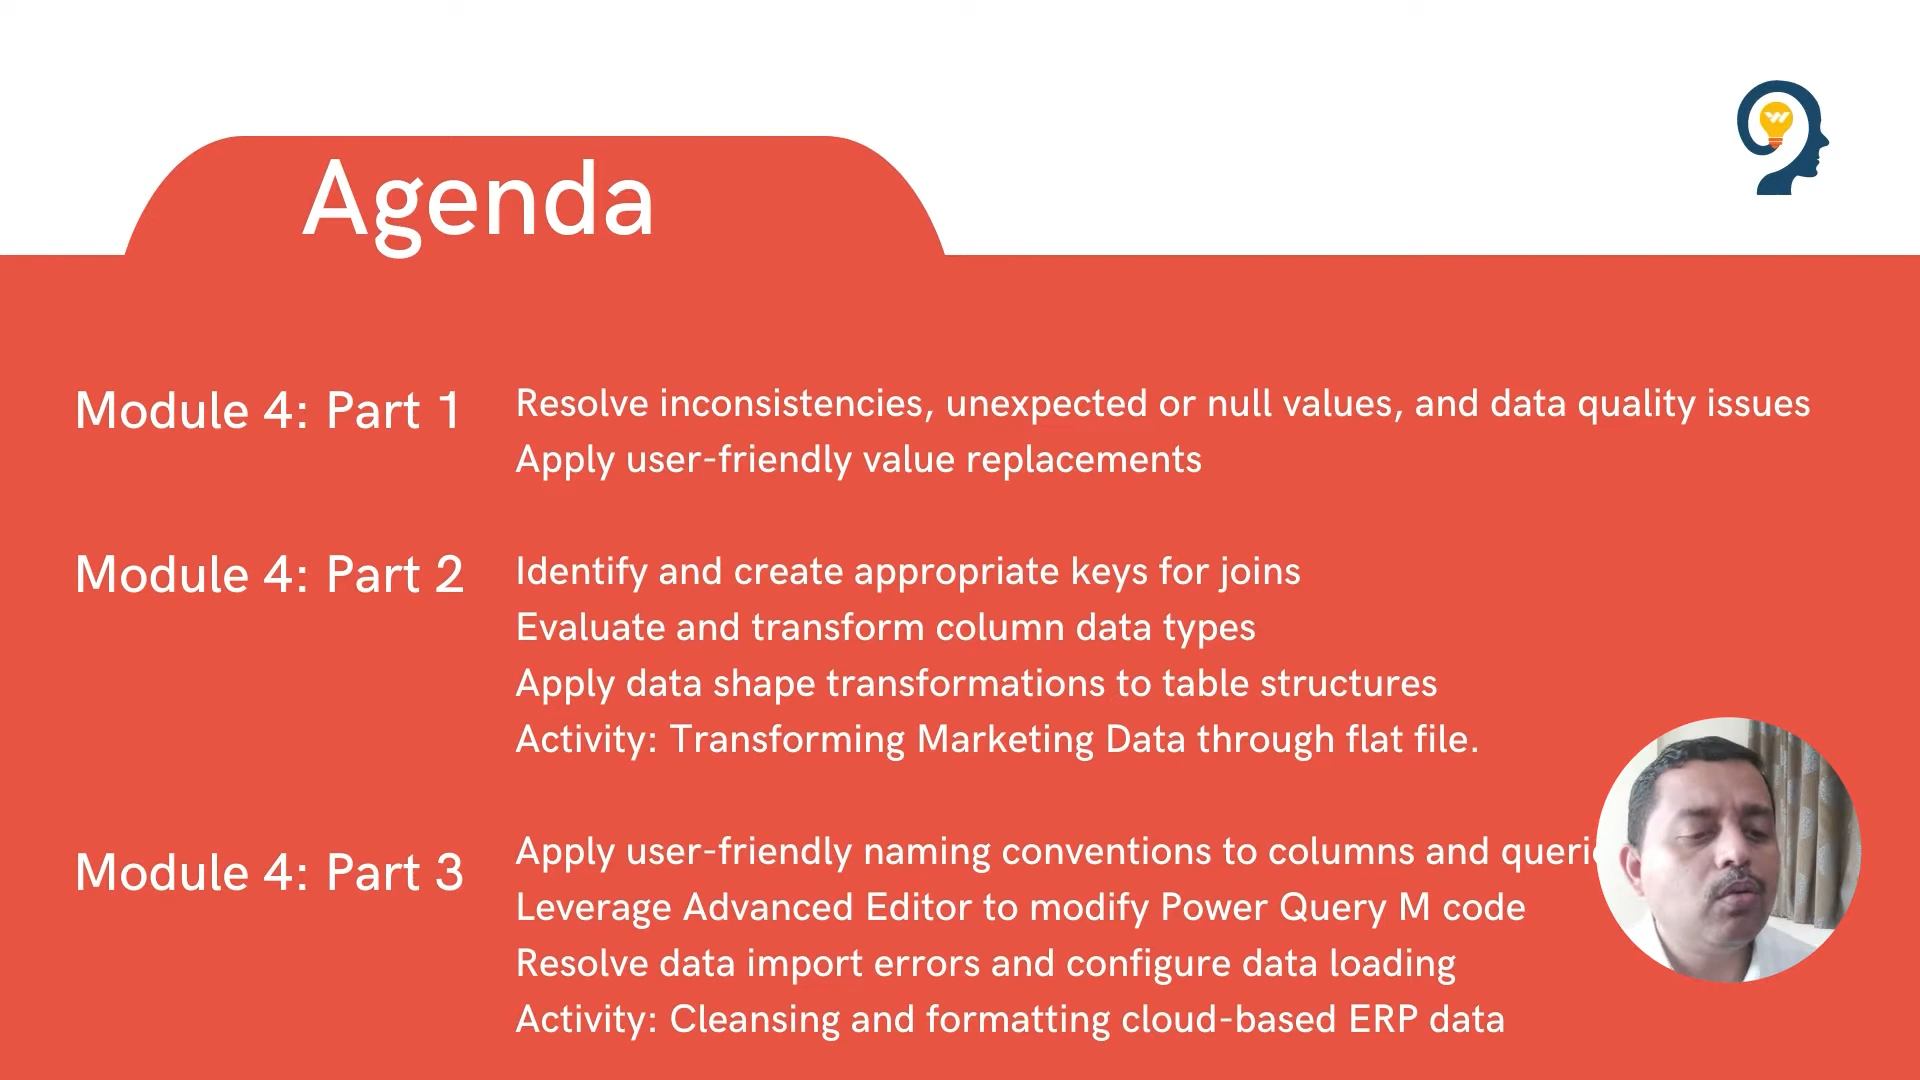 Agenda
Module 4: Part 1
Resolve inconsistencies, unexpected or null values, and data quality issues
Apply user-friendly value replacements
Module 4: Part 2
Identify and create appropriate keys for joins
Evaluate and transform column data types
Apply data shape transformations to table structures
Activity: Transforming Marketing Data through flat file.
Module 4: Part 3
Apply user-friendly naming conventions to columns and
Leverage Advanced Editor to modify Power Query M code
Resolve data import errors and configure data loading
Activity: Cleansing and formatting cloud-based ERP data